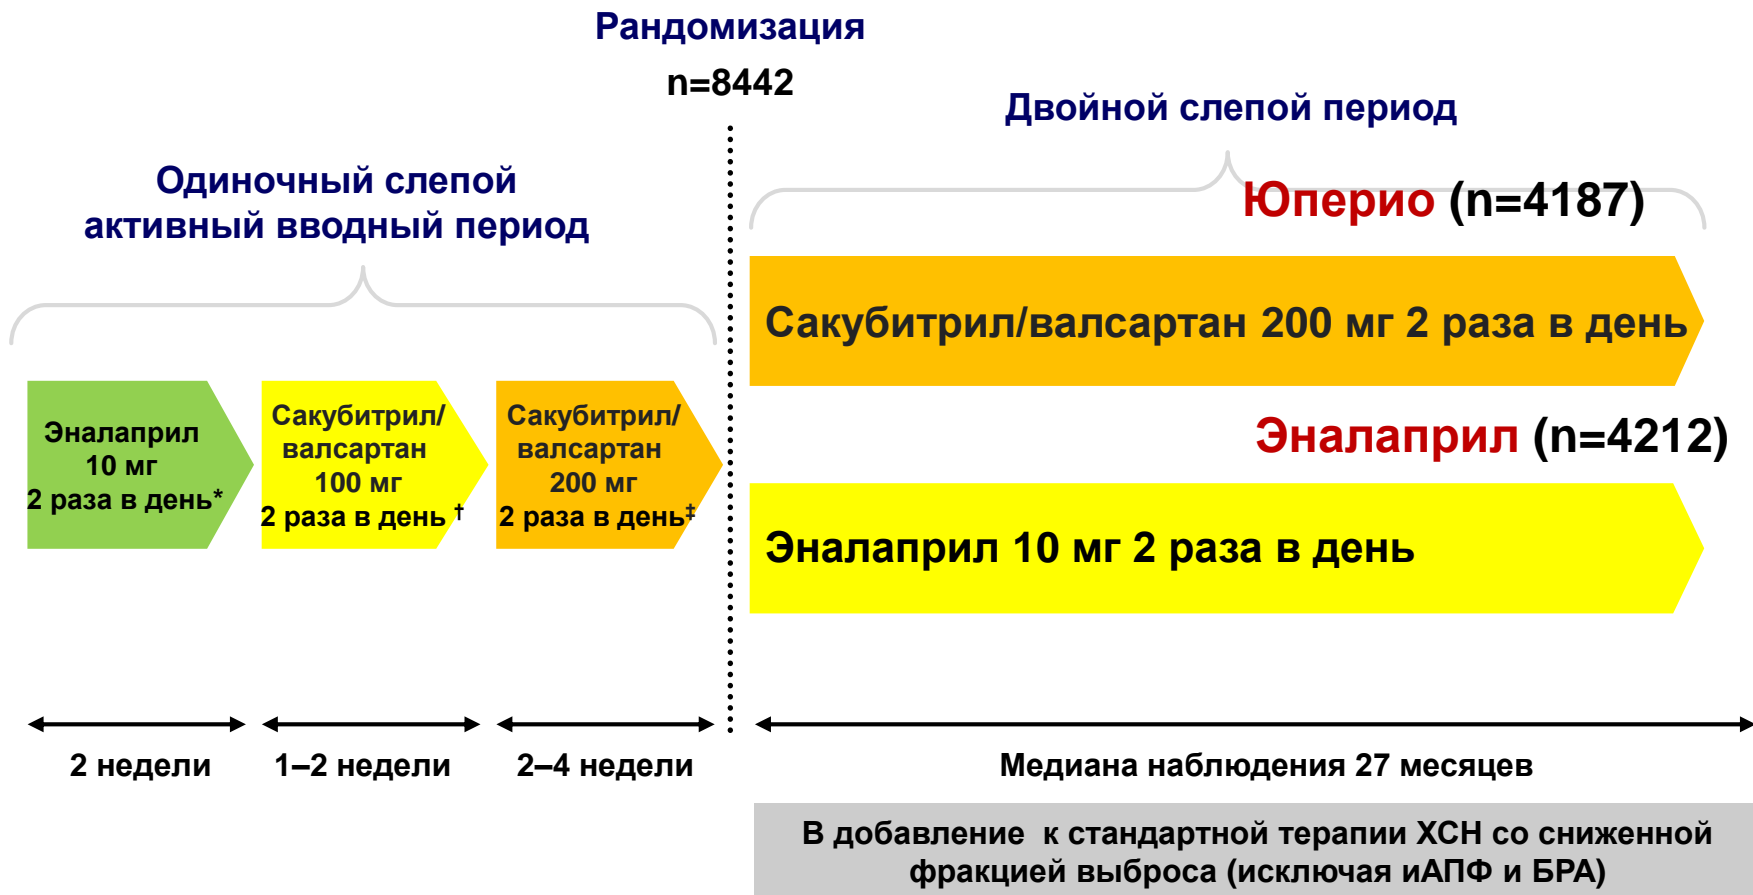 Рандомизация
n=8442
Двойной слепой период
Одиночный слепой
активный вводный период
Юперио (n=4187)
Сакубитрил/валсартан 200 мг 2 раза в день
Эналаприл
10 мг
2 раза в день*
Сакубитрил/
валсартан
100 мг
2 раза в день †
Сакубитрил/
валсартан
200 мг
2 раза в день‡
Эналаприл (n=4212)
Эналаприл 10 мг 2 раза в день
2 недели
1–2 недели
2–4 недели
Медиана наблюдения 27 месяцев
В добавление к стандартной терапии ХСН со сниженной
фракцией выброса (исключая иАПФ и БРА)